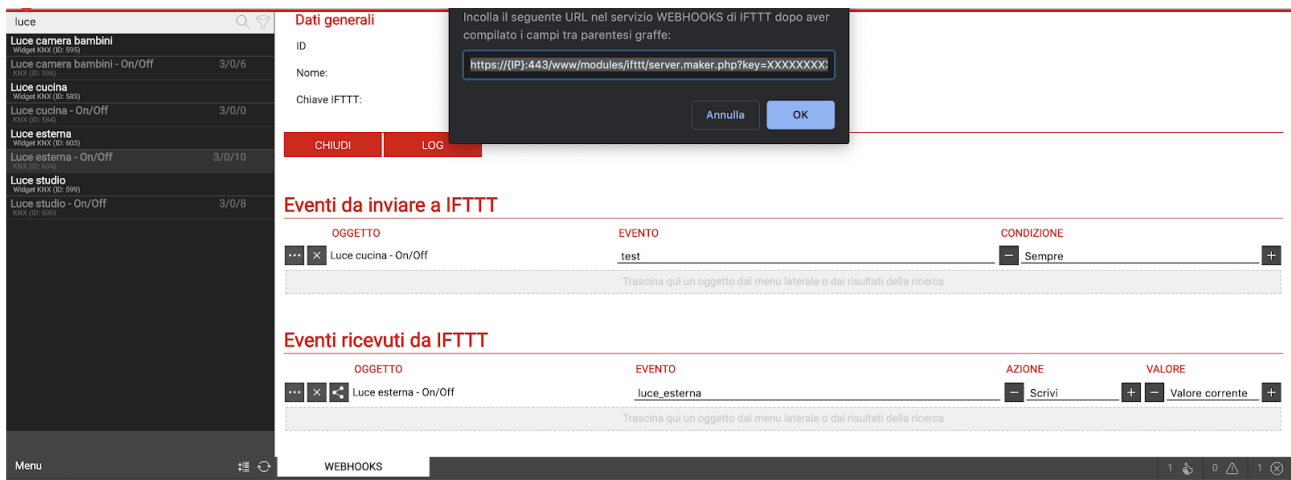 luce
Luce camera bambini
Widget KNX (ID: 595)
Luce camera bambini - On/Off 3/0/6
KNX (ID: 596)
Luce cucina
Widget KNX (ID: 583)
Luce cucina - On/Off 3/0/0
KNX (ID: 584)
Luce esterna
Widget KNX (ID: 603)
Luce esterna - On/Off 3/0/10
KNX (ID: 604)
Luce studio
Widget KNX (ID: 599)
Luce studio - On/Off 3/0/8
KNX (ID: 600)
Menu
Dati generali
ID
Nome:
Chiave IFTTT:
Incolla il seguente URL nel servizio WEBHOOKS di IFTTT dopo aver
compilato i campi tra parentesi graffe:
https://{IP}:443/www/modules/ifttt/server.maker.php?key=XXXXXXXX
Annulla OK
CHIUDI LOG
Eventi da inviare a IFTTT
OGGETTO EVENTO CONDIZIONE
Luce cucina - On/Off test Sempre
Trascina qui un oggetto dal menu laterale o dai risultati della ricerca
Eventi ricevuti da IFTTT
OGGETTO EVENTO AZIONE VALORE
Luce esterna - On/Off luce_esterna Scrivi Valore corrente
Trascina qui un oggetto dal menu laterale o dai risultati della ricerca
WEBHOOKS
1 0 1